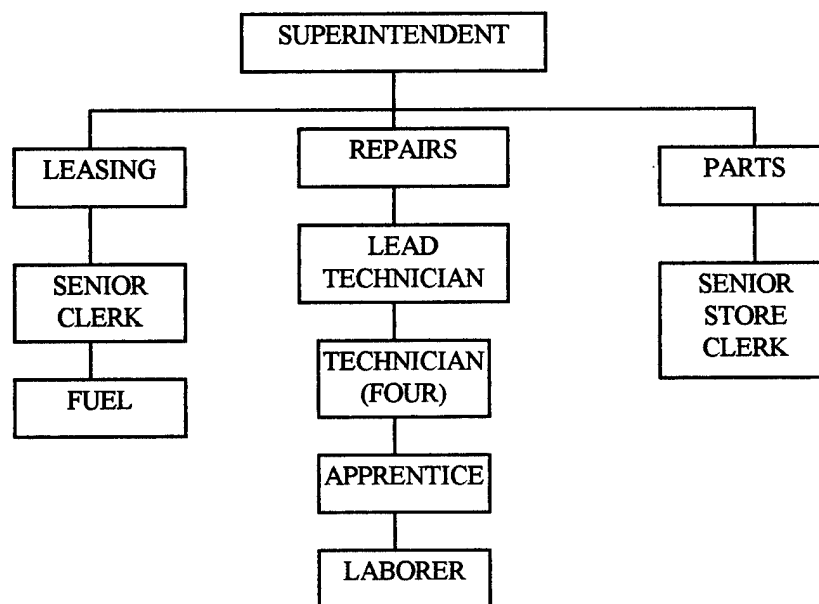 SUPERINTENDENT
LEASING
REPAIRS
PARTS
LEAD
TECHNICIAN
SENIOR
CLERK
SENIOR
STORE
CLERK
TECHNICIAN
(FOUR)
FUEL
APPRENTICE
LABORER